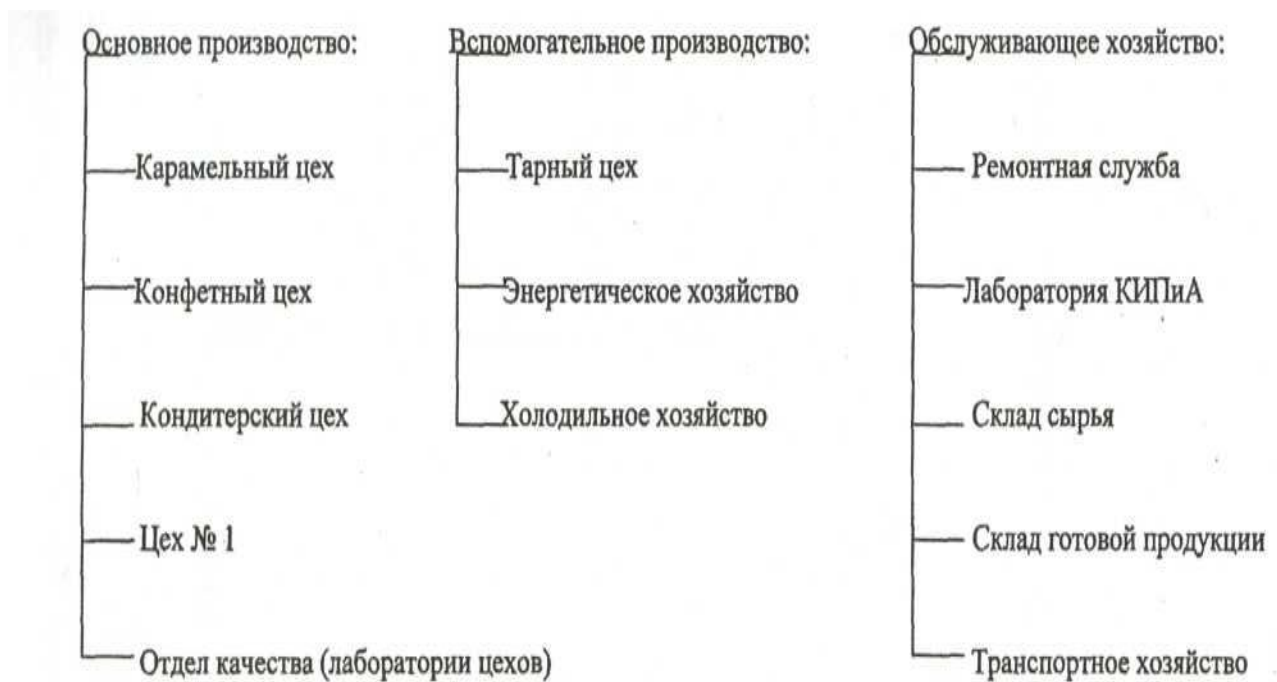 Основное производство:
Карамельный цех
Конфетный цех
Кондитерский цех
Цех № 1
Отдел качества (лаборатории цехов)
Вспомогательное производство:
Тарный цех
Энергетическое хозяйство
Холодильное хозяйство
Обслуживающее хозяйство:
Ремонтная служба
Лаборатория КИПиА
Склад сырья
Склад готовой продукции
Транспортное хозяйство